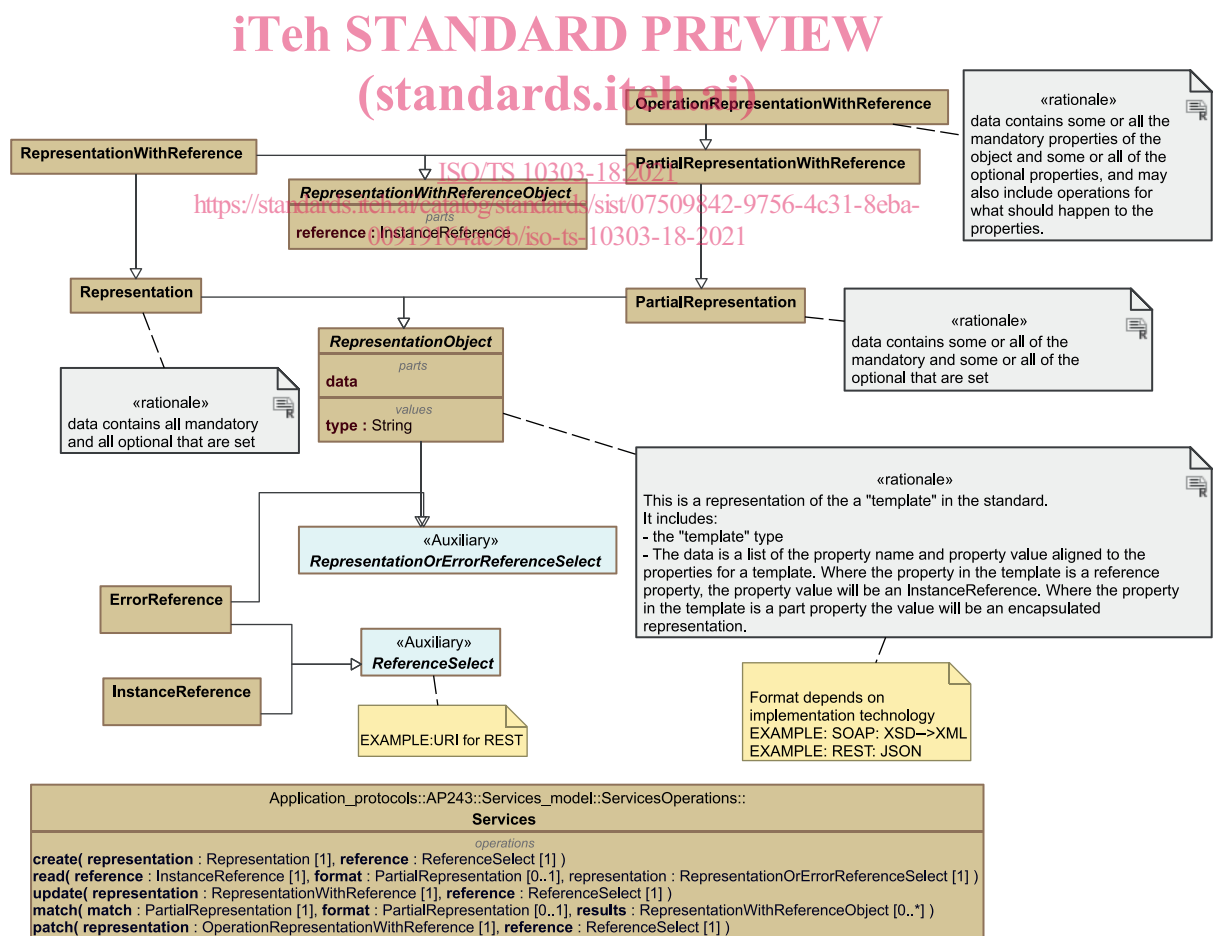 iTeh STANDARD PREVIEW
(standards.iteh.ai)
OperationRepresentationWithReference
«rationale»
data contains some or all the
mandatory properties of the
object and some or all of the
optional properties, and may
also include operations for
what should happen to the
properties.
RepresentationWithReference
PartialRepresentationWithReference
ISO/TS 10303-18:2021
RepresentationWithReferenceObject
https://standards.iteh.ai/catalog/standards/sist/07509842-9756-4c31-8eba-
parts
reference : InstanceReference
00919164ac9b/iso-ts-10303-18-2021
Representation
PartialRepresentation
«rationale»
data contains some or all of the
mandatory and some or all of the
optional that are set
RepresentationObject
parts
data
values
type : String
«rationale»
data contains all mandatory
and all optional that are set
«rationale»
This is a representation of the a "template" in the standard.
It includes:
- the "template" type
- The data is a list of the property name and property value aligned to the
properties for a template. Where the property in the template is a reference
property, the property value will be an InstanceReference. Where the property
in the template is a part property the value will be an encapsulated
representation.
«Auxiliary»
RepresentationOrErrorReferenceSelect
ErrorReference
«Auxiliary»
ReferenceSelect
InstanceReference
EXAMPLE:URI for REST
Format depends on
implementation technology
EXAMPLE: SOAP: XSD-->XML
EXAMPLE: REST: JSON
Application_protocols::AP243::Services_model::ServicesOperations::
Services
operations
create( representation : Representation [1], reference : ReferenceSelect [1] )
read( reference : InstanceReference [1], format : PartialRepresentation [0..1], representation : RepresentationOrErrorReferenceSelect [1] )
update( representation : RepresentationWithReference [1], reference : ReferenceSelect [1] )
match( match : PartialRepresentation [1], format : PartialRepresentation [0..1], results : RepresentationWithReferenceObject [0..*] )
patch( representation : OperationRepresentationWithReference [1], reference : ReferenceSelect [1] )